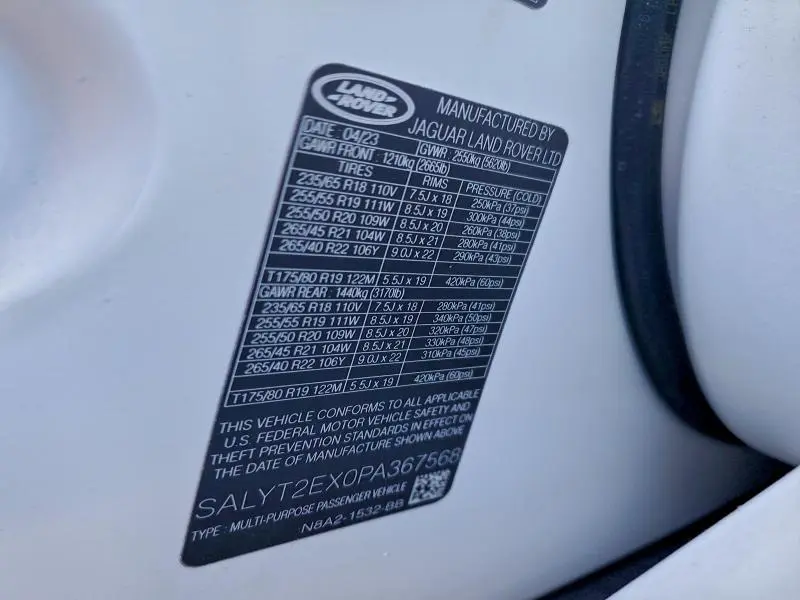 LAND ROVER
MANUFACTURED BY
JAGUAR LAND ROVER LTD
DATE : 04/23 GVWR : 2550kg (5620lb)
GAWR FRONT : 1210kg (2665lb)
TIRES RIMS PRESSURE (COLD)
235/65 R18 110V 7.5J x 18 250kPa (37psi)
255/55 R19 111W 8.5J x 19 300kPa (44psi)
255/50 R20 109W 8.5J x 20 260kPa (38psi)
265/45 R21 104W 8.5J x 21 280kPa (41psi)
265/40 R22 106Y 9.0J x 22 290kPa (43psi)
T175/80 R19 122M 5.5J x 19 420kPa (60psi)
GAWR REAR : 1440kg (3170lb)
235/65 R18 110V 7.5J x 18 280kPa (41psi)
255/55 R19 111W 8.5J x 19 340kPa (50psi)
255/50 R20 109W 8.5J x 20 320kPa (47psi)
265/45 R21 104W 8.5J x 21 330kPa (48psi)
265/40 R22 106Y 9.0J x 22 310kPa (45psi)
T175/80 R19 122M 5.5J x 19 420kPa (60psi)
THIS VEHICLE CONFORMS TO ALL APPLICABLE
U.S. FEDERAL MOTOR VEHICLE SAFETY AND
THEFT PREVENTION STANDARDS IN EFFECT ON
THE DATE OF MANUFACTURE SHOWN ABOVE
SALYT2EX0PA367568
TYPE : MULTI-PURPOSE PASSENGER VEHICLE
N8A2-1532-BB